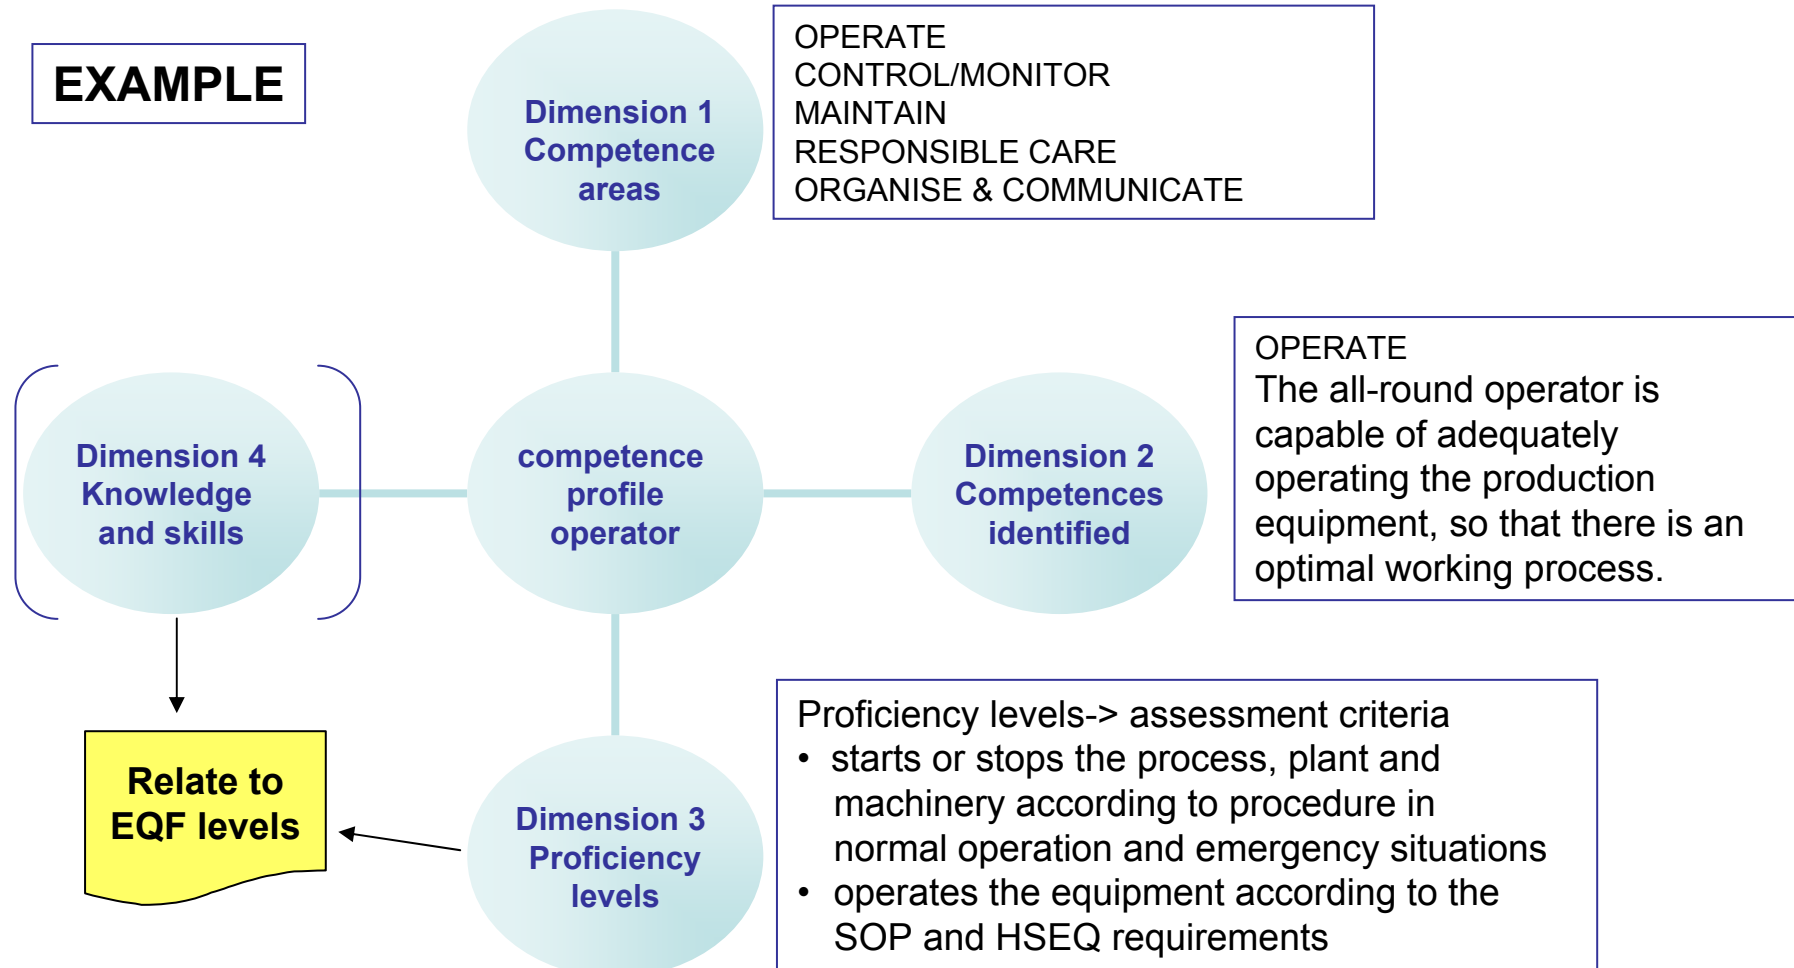 EXAMPLE
Dimension 1
Competence
areas
OPERATE
CONTROL/MONITOR
MAINTAIN
RESPONSIBLE CARE
ORGANISE & COMMUNICATE
Dimension 4
Knowledge
and skills
competence
profile
operator
Dimension 2
Competences
identified
OPERATE
The all-round operator is
capable of adequately
operating the production
equipment, so that there is an
optimal working process.
Relate to
EQF levels
Dimension 3
Proficiency
levels
Proficiency levels-> assessment criteria
• starts or stops the process, plant and
machinery according to procedure in
normal operation and emergency situations
• operates the equipment according to the
SOP and HSEQ requirements